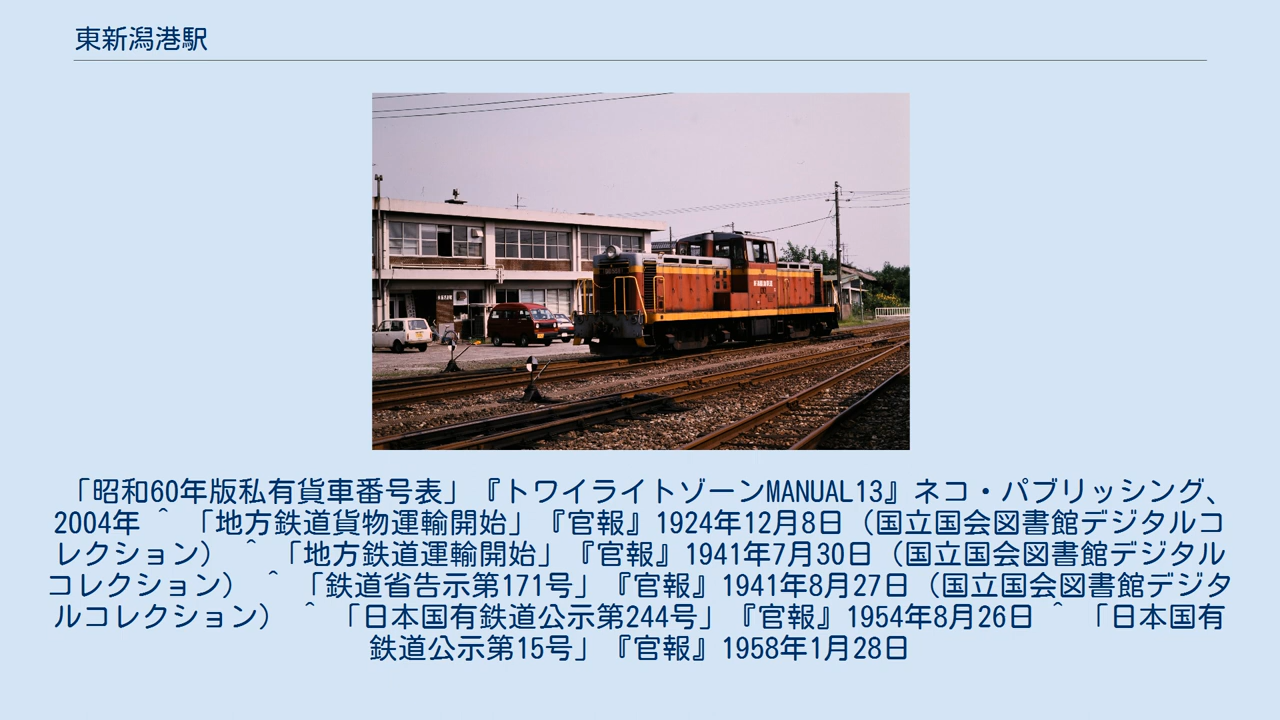 東新潟港駅
「昭和60年版私有貨車番号表」『トワイライトゾーンMANUAL13』ネコ・パブリッシング、
2004年 ^ 「地方鉄道貨物運輸開始」『官報』1924年12月8日（国立国会図書館デジタルコ
レクション） ^ 「地方鉄道運輸開始」『官報』1941年7月30日（国立国会図書館デジタル
コレクション） ^ 「鉄道省告示第171号」『官報』1941年8月27日（国立国会図書館デジタ
ルコレクション） ^ 「日本国有鉄道公示第244号」『官報』1954年8月26日 ^ 「日本国有
鉄道公示第15号」『官報』1958年1月28日